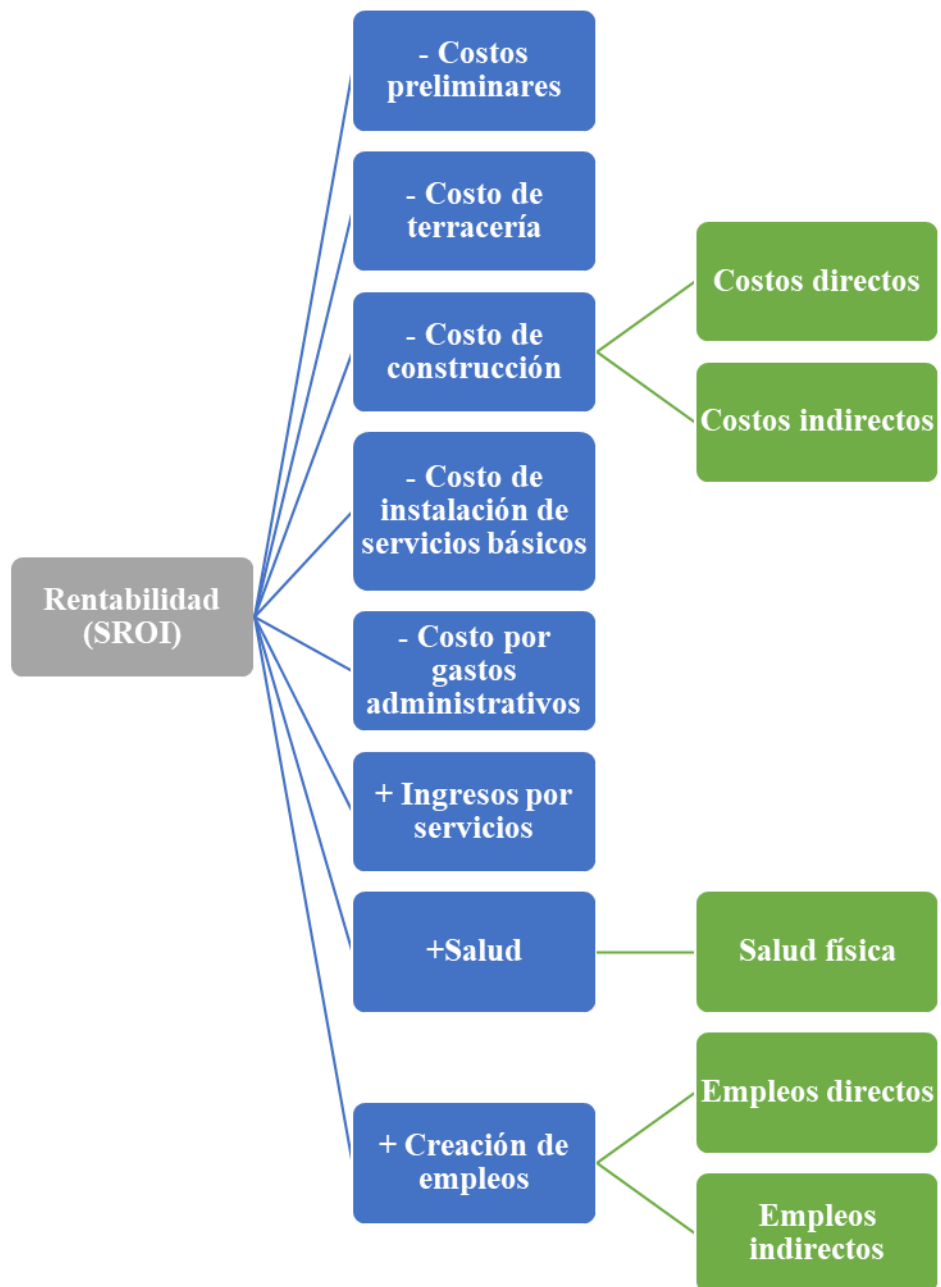 - Costos
preliminares
- Costo de
terracería
- Costo de
construcción
Costos directos
Costos indirectos
- Costo de
instalación de
servicios básicos
Rentabilidad
(SROI)
- Costo por
gastos
administrativos
+ Ingresos por
servicios
+Salud
Salud física
+ Creación de
empleos
Empleos directos
Empleos
indirectos